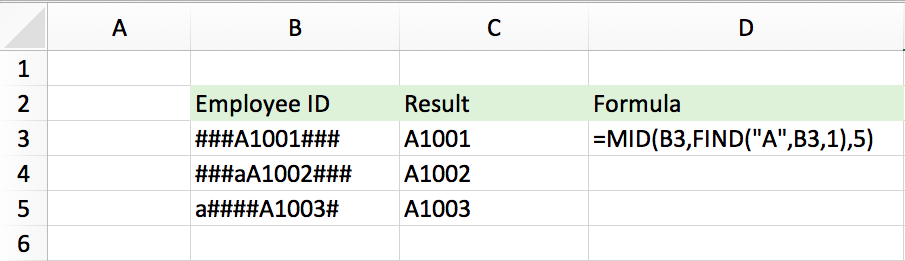 A B C D
1
2 Employee ID Result Formula
3 ###A1001### A1001 =MID(B3,FIND("A",B3,1),5)
4 ###aA1002### A1002
5 a####A1003# A1003
6